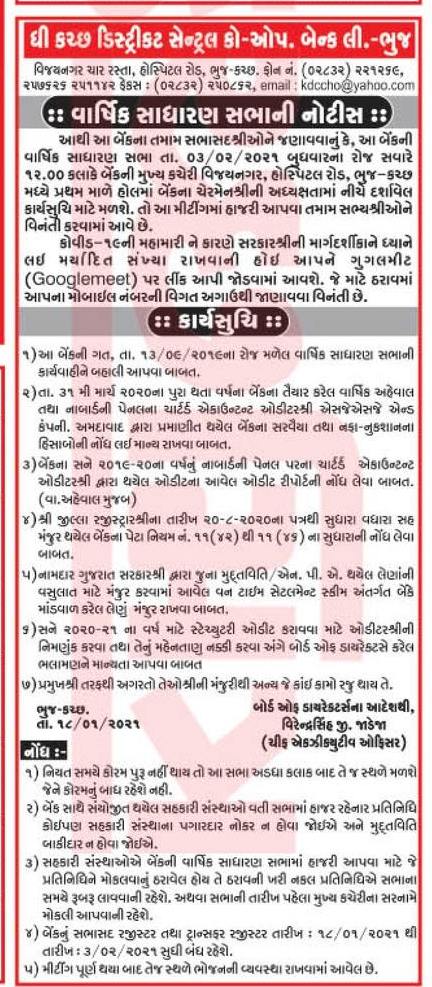 ધી કચ્છ ડિસ્ટ્રીકટ સેન્ટ્રલ કો-ઓપ. બેન્ક લી.-ભુજ
વિજયનગર ચાર રસ્તા, હોસ્પિટલ રોડ, ભુજ-કચ્છ. ફોન નં. (૦૨૮૩૨) ૨૨૧૨૬૧,
૨૫૭૬૨૬ ૨૫૧૧૪૨ ફેકસ : (૦૨૮૩૨) ૨૫૦૮૬૨, email : kdccho@yahoo.com
:: વાર્ષિક સાધારણ સભાની નોટીસ ::
આથી આ બેંકના તમામ સભાસદશ્રીઓને જણાવવાનું કે, આ બેંકની
વાર્ષિક સાધારણ સભા તા. ૦૩/૦૨/૨૦૨૧ બુધવારના રોજ સવારે
૧૨.૦૦ કલાકે બેંકની મુખ્ય કચેરી વિજયનગર, હોસ્પિટલ રોડ, ભુજ-કચ્છ
મધ્યે પ્રથમ માળે હોલમાં બેંકના ચેરમેનશ્રીની અધ્યક્ષતામાં નીચે દર્શાવેલ
કાર્યસુચિ માટે મળશે. તો આ મીટીંગમાં હાજરી આપવા તમામ સભ્યશ્રીઓને
વિનંતી કરવામાં આવે છે.
કોવીડ-૧૯ની મહામારી ને કારણે સરકારશ્રીની માર્ગદર્શીકાને ધ્યાને
લઈ મર્યાદિત સંખ્યા રાખવાની હોઇ આપને ગુગલમીટ
(Googlemeet) પર લીંક આપી જોડવામાં આવશે. જે માટે ઠરાવમાં
આપના મોબાઈલ નંબરની વિગત અગાઉથી જાણાવવા વિનંતી છે.
:: કાર્યસુચિ ::
૧) આ બેંકની ગત, તા. ૧૩/૦૯/૨૦૧૯ના રોજ મળેલ વાર્ષિક સાધારણ સભાની
કાર્યવાહીને બહાલી આપવા બાબત.
૨) તા. ૩૧ મી માર્ચ ૨૦૨૦ના પુરા થતા વર્ષના બેંકના તૈયાર કરેલ વાર્ષિક અહેવાલ
તથા નાબાર્ડની પેનલના ચાર્ટર્ડ એકાઉન્ટન્ટ ઓડીટરશ્રી એસજેએસજે એન્ડ
કંપની. અમદાવાદ દ્વારા પ્રમાણિત થયેલ બેંકના સરવૈયા તથા નફા-નુકશાનના
હિસાબોની નોંધ લઈ માન્ય રાખવા બાબત.
૩) બેંકના સને ૨૦૧૯-૨૦ના વર્ષનું નાબાર્ડની પેનલ પરના ચાર્ટર્ડ એકાઉન્ટન્ટ
ઓડીટરશ્રી દ્વારા થયેલ ઓડીટના આવેલ ઓડીટ રીપોર્ટની નોંધ લેવા બાબત.
(વા.અહેવાલ મુજબ)
૪) શ્રી જીલ્લા રજીસ્ટ્રારશ્રીના તારીખ ૨૦-૮-૨૦૨૦ના પત્રથી સુધારા વધારા સહ
મંજુર થયેલ બેંકના પેટા નિયમ નં. ૧૧(૪૨) થી ૧૧(૪૬) ના સુધારાની નોંધ લેવા
બાબત.
૫) નામદાર ગુજરાત સરકારશ્રી દ્વારા જુના મુદ્દતવિતિ/એન. પી. એ. થયેલ લેણાંની
વસુલાત માટે મંજુર કરવામાં આવેલ વન ટાઈમ સેટલમેન્ટ સ્કીમ અંતર્ગત બેંકે
માંડવાળ કરેલ લેણું મંજુર રાખવા બાબત.
૬) સને ૨૦૨૦-૨૧ ના વર્ષ માટે સ્ટેચ્યુટરી ઓડીટ કરાવવા માટે ઓડીટરશ્રીની
નિમણુંક કરવા તથા તેનું મહેનતાણું નક્કી કરવા અંગે બોર્ડ ઓફ ડાયરેક્ટર્સે કરેલ
ભલામણને માન્યતા આપવા બાબત
૭) પ્રમુખશ્રી તરફથી અગરતો તેઓશ્રીની મંજુરીથી અન્ય જે કાંઈ કામો રજુ થાય તે.
ભુજ-કચ્છ. બોર્ડ ઓફ ડાયરેકટર્સના આદેશથી,
તા. ૧૮/૦૧/૨૦૨૧ વિરેન્દ્રસિંહ જી. જાડેજા
(ચીફ એક્ઝીક્યુટીવ ઓફિસર)
નોંધ :-
૧) નિયત સમયે કોરમ પુરૂ નહીં થાય તો આ સભા અડધા કલાક બાદ તે જ સ્થળે મળશે
જેને કોરમનું બાધ રહેશે નહી.
૨) બેંક સાથે સંયોજીત થયેલ સહકારી સંસ્થાઓ વતી સભામાં હાજર રહેનાર પ્રતિનિધિ
કોઈપણ સહકારી સંસ્થાના પગારદાર નોકર ન હોવા જોઈએ અને મુદ્દતવિતિ
બાકીદાર ન હોવા જોઈએ.
૩) સહકારી સંસ્થાઓએ બેંકની વાર્ષિક સાધારણ સભામાં હાજરી આપવા માટે જે
પ્રતિનિધિને મોકલવાનું ઠરાવેલ હોય તે ઠરાવની ખરી નકલ પ્રતિનિધિએ સભાના
સમયે રૂબરૂ લાવવાની રહેશે. અથવા સભાની તારીખ પહેલા મુખ્ય કચેરીના સરનામે
મોકલી આપવાની રહેશે.
૪) બેંકનું સભાસદ રજીસ્ટર તથા ટ્રાન્સફર રજીસ્ટર તારીખ : ૧૮/૦૧/૨૦૨૧ થી
તારીખ : ૩/૦૨/૨૦૨૧ સુધી બંધ રહેશે.
૫) મીટીંગ પૂર્ણ થયા બાદ તેજ સ્થળે ભોજનની વ્યવસ્થા રાખવામાં આવેલ છે.